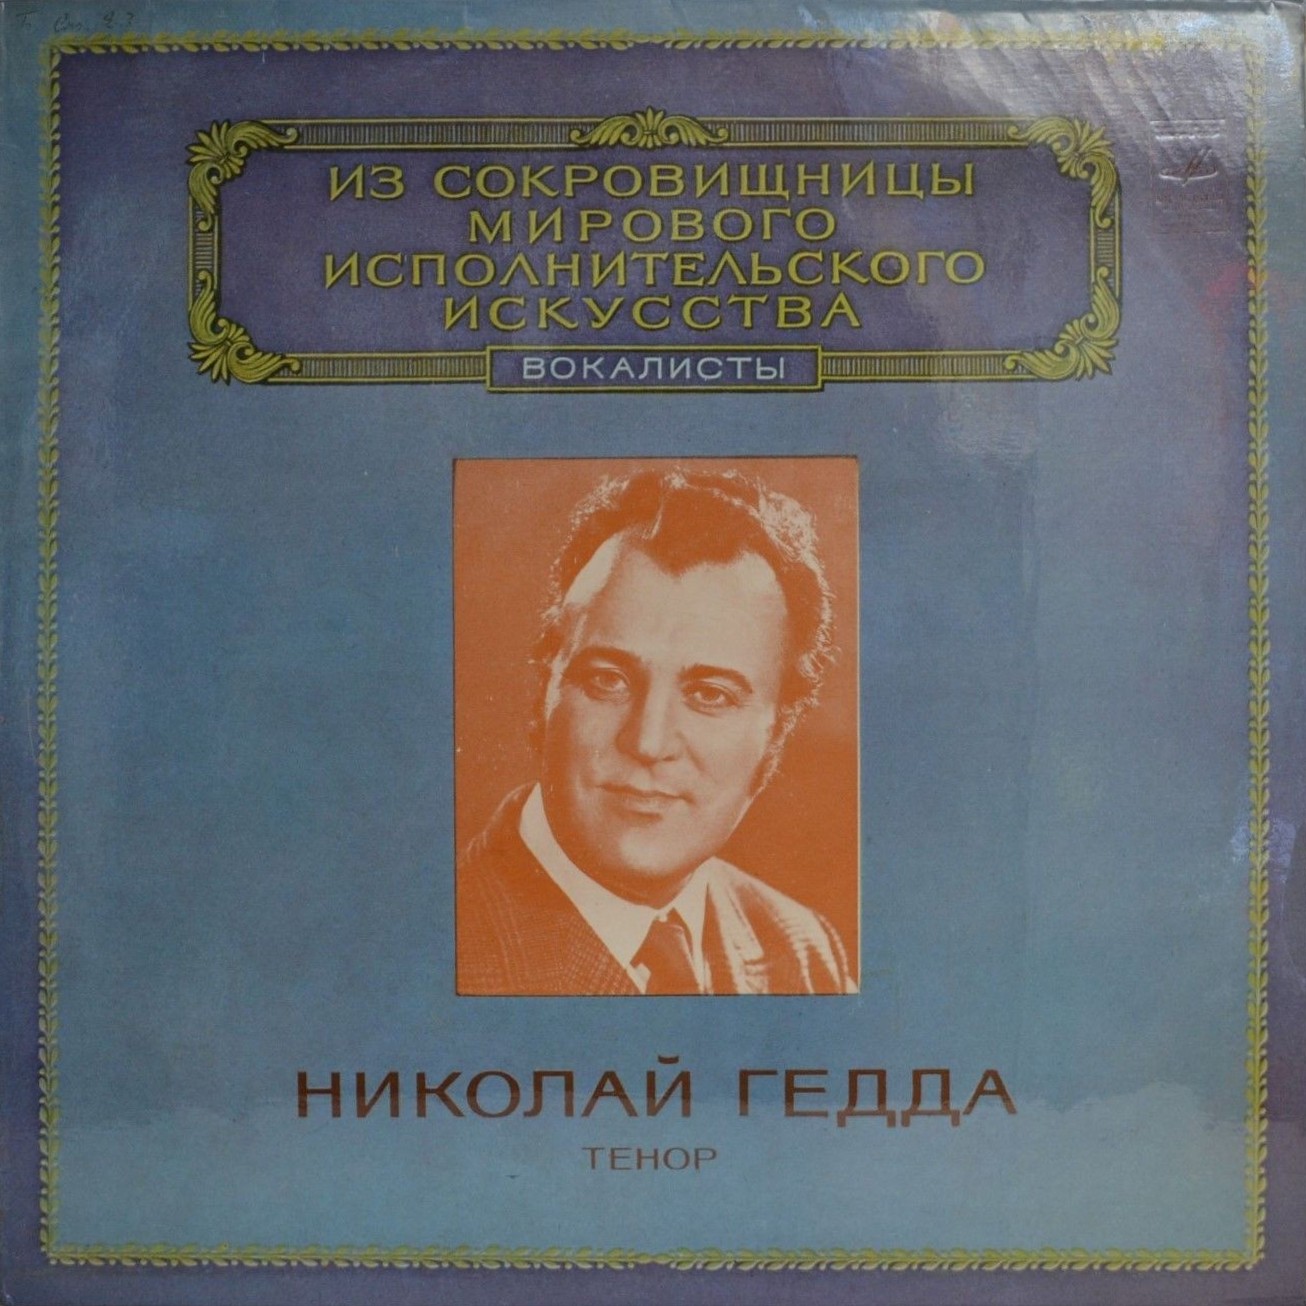 ИЗ СОКРОВИЩНИЦЫ
МИРОВОГО
ИСПОЛНИТЕЛЬСКОГО
ИСКУССТВА
ВОКАЛИСТЫ
НИКОЛАЙ ГЕДДА
ТЕНОР